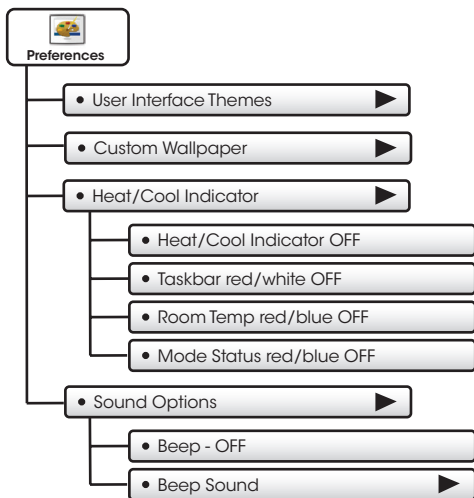 Preferences
• User Interface Themes
• Custom Wallpaper
• Heat/Cool Indicator
• Heat/Cool Indicator OFF
• Taskbar red/white OFF
• Room Temp red/blue OFF
• Mode Status red/blue OFF
• Sound Options
• Beep - OFF
• Beep Sound